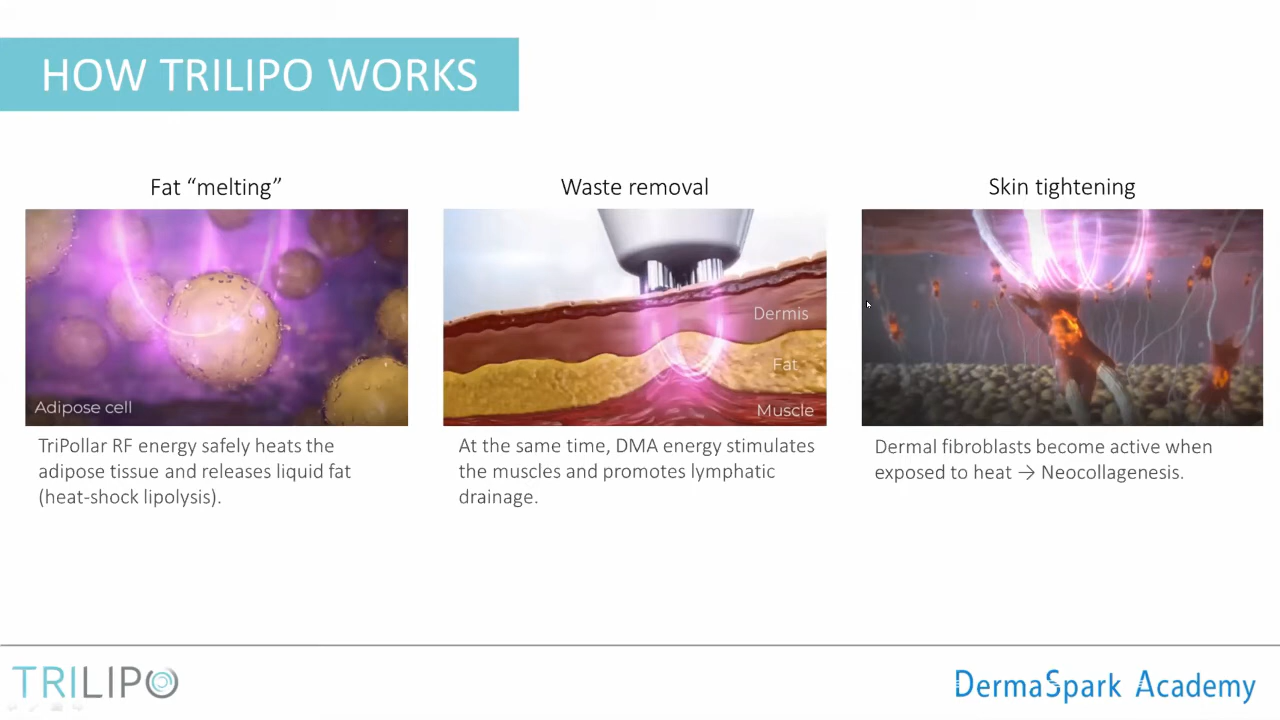 HOW TRILIPO WORKS
Fat “melting”
Adipose cell
TriPollar RF energy safely heats the
adipose tissue and releases liquid fat
(heat-shock lipolysis).
Waste removal
Dermis
Fat
Muscle
At the same time, DMA energy stimulates
the muscles and promotes lymphatic
drainage.
Skin tightening
Dermal fibroblasts become active when
exposed to heat → Neocollagenesis.
TRILIPO
DermaSpark Academy